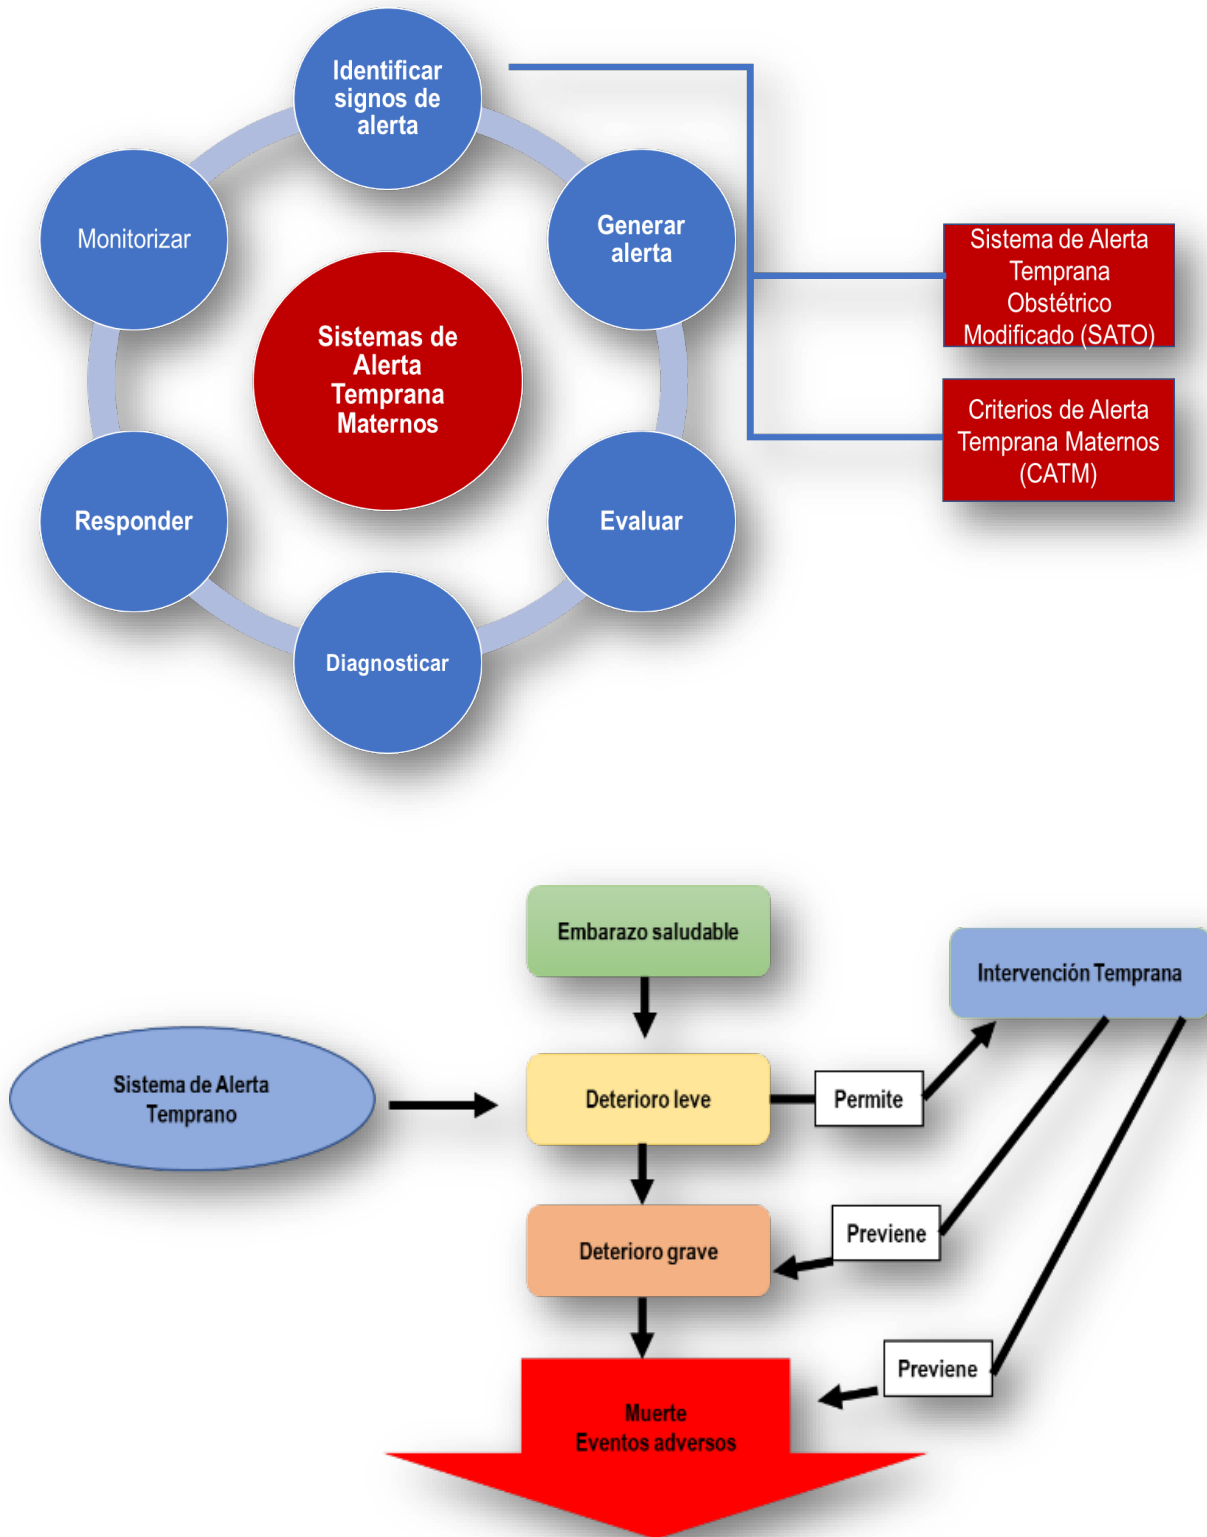 Identificar
signos de
alerta
Generar
alerta
Evaluar
Diagnosticar
Responder
Monitorizar
Sistemas de
Alerta
Temprana
Maternos
Sistema de Alerta
Temprana
Obstétrico
Modificado (SATO)
Criterios de Alerta
Temprana Maternos
(CATM)
Embarazo saludable
Intervención Temprana
Sistema de Alerta
Temprano
Deterioro leve
Permite
Deterioro grave
Previene
Previene
Muerte
Eventos adversos